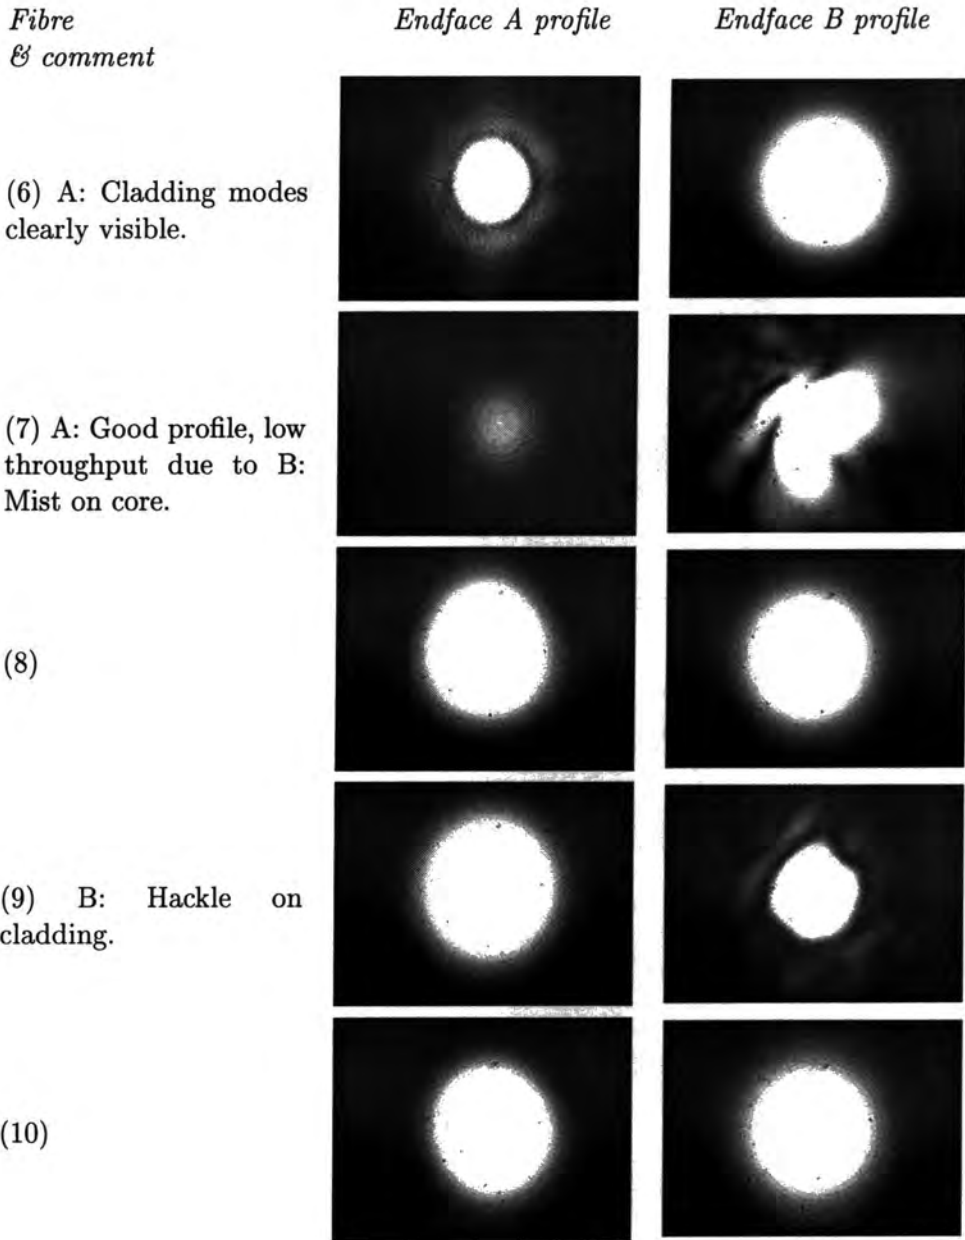 Fibre
& comment
Endface A profile
Endface B profile
(6) A: Cladding modes
clearly visible.
(7) A: Good profile, low
throughput due to B:
Mist on core.
(8)
(9) B: Hackle on
cladding.
(10)